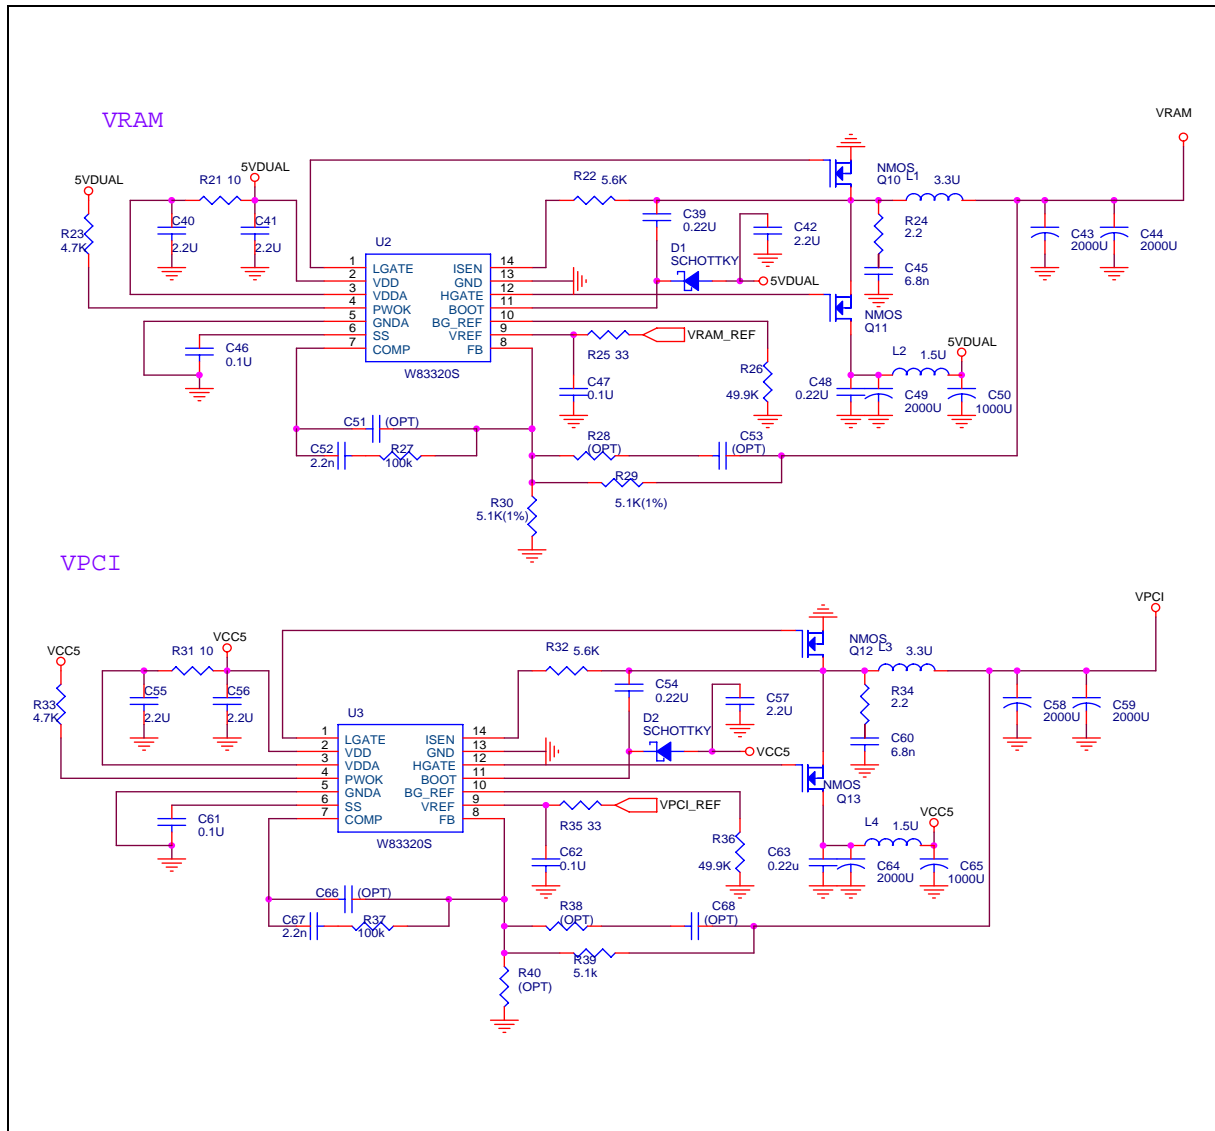 VRAM
VRAM
5VDUAL
R21 10
5VDUAL
R22
5.6K
NMOS
Q10
L1
3.3U
R23
4.7K
C40
2.2U
C41
2.2U
C39
0.22U
C42
2.2U
R24
2.2
C43
2000U
C44
2000U
D1
SCHOTTKY
C45
6.8n
5VDUAL
U2
1 LGATE ISEN 14
2 VDD GND 13
3 VDDA HGATE 12
4 PWOK BOOT 11
5 GNDA BG_REF 10
6 SS VREF 9
7 COMP FB 8
W83320S
NMOS
Q11
C46
0.1U
R25 33
VRAM_REF
C47
0.1U
R26
49.9K
C48
0.22U
C49
2000U
L2
1.5U
5VDUAL
C50
1000U
C51
(OPT)
C52
2.2n
R27
100k
R28
(OPT)
C53
(OPT)
R29
5.1K(1%)
R30
5.1K(1%)
VPCI
VPCI
VCC5
R31 10
VCC5
R32
5.6K
NMOS
Q12
L3
3.3U
R33
4.7K
C55
2.2U
C56
2.2U
C54
0.22U
C57
2.2U
R34
2.2
C58
2000U
C59
2000U
D2
SCHOTTKY
C60
6.8n
VCC5
U3
1 LGATE ISEN 14
2 VDD GND 13
3 VDDA HGATE 12
4 PWOK BOOT 11
5 GNDA BG_REF 10
6 SS VREF 9
7 COMP FB 8
W83320S
NMOS
Q13
C61
0.1U
R35 33
VPCI_REF
C62
0.1U
R36
49.9K
C63
0.22u
C64
2000U
L4
1.5U
VCC5
C65
1000U
C66
(OPT)
C67
2.2n
R37
100k
R38
(OPT)
C68
(OPT)
R39
5.1k
R40
(OPT)